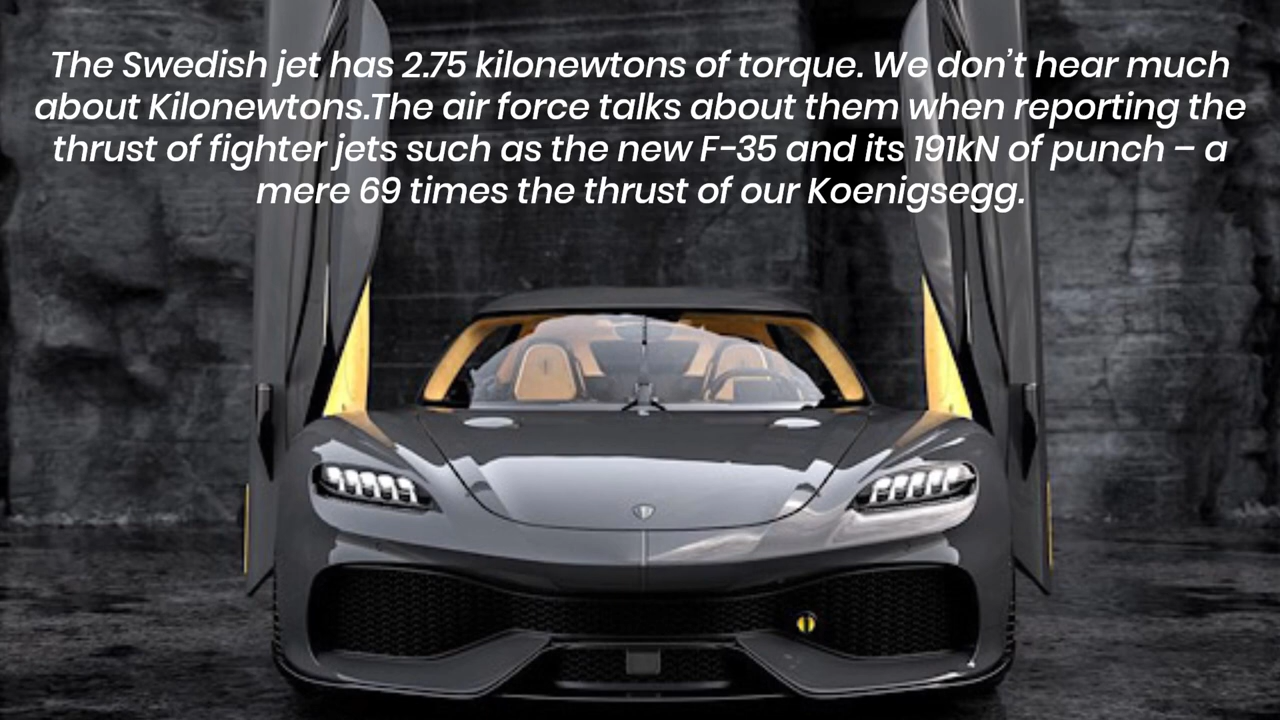 The Swedish jet has 2.75 kilonewtons of torque. We don’t hear much
about Kilonewtons.The air force talks about them when reporting the
thrust of fighter jets such as the new F-35 and its 191kN of punch – a
mere 69 times the thrust of our Koenigsegg.